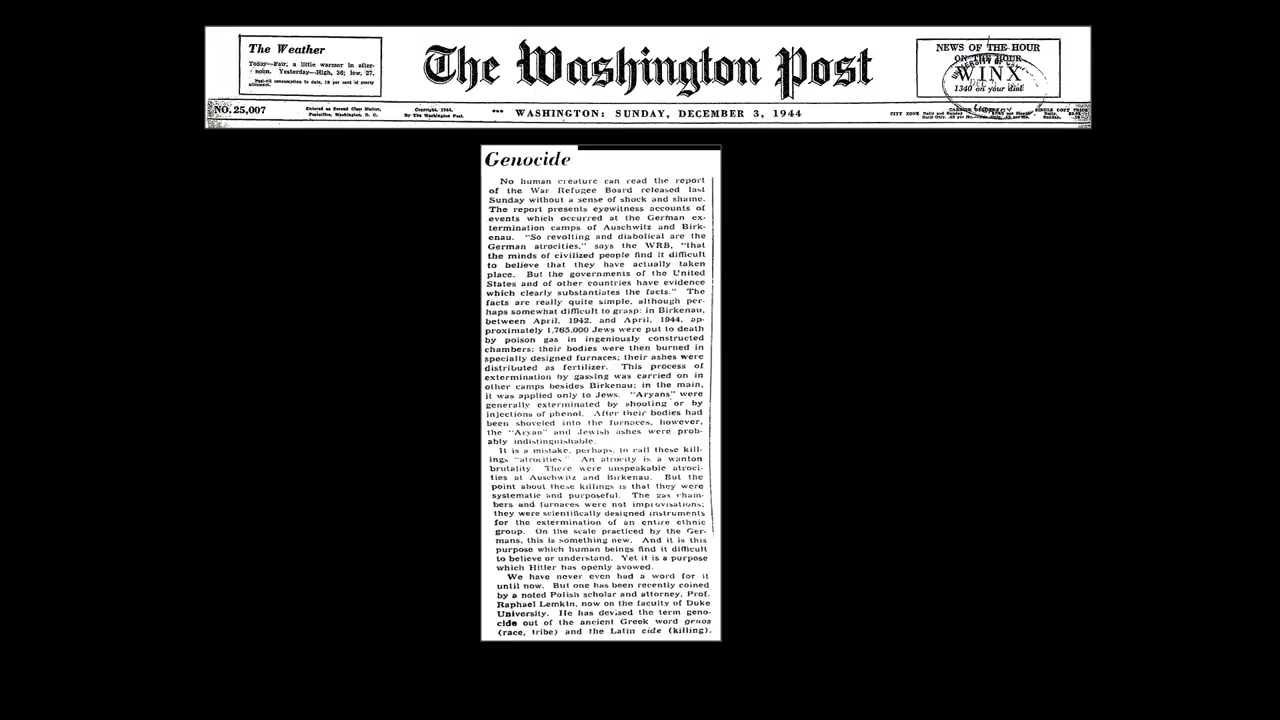 The Weather
Today—Fair, a little warmer in after-
noon. Yesterday—High, 36; low, 27.
The Washington Post
NEWS OF THE HOUR
ON THE HOUR
WINX
1340 on your dial
NO. 25,007
Entered as Second Class Matter,
Postoffice, Washington, D. C.
Copyright, 1944,
By The Washington Post.
WASHINGTON: SUNDAY, DECEMBER 3, 1944
CITY ZONE
SINGLE COPY PRICE
Genocide
No human creature can read the report
of the War Refugee Board released last
Sunday without a sense of shock and shame.
The report presents eyewitness accounts of
events which occurred at the German ex-
termination camps of Auschwitz and Birk-
enau. "So revolting and diabolical are the
German atrocities," says the WRB, "that
the minds of civilized people find it difficult
to believe that they have actually taken
place. But the governments of the United
States and of other countries have evidence
which clearly substantiates the facts." The
facts are really quite simple, although per-
haps somewhat difficult to grasp: in Birkenau,
between April, 1942, and April, 1944, ap-
proximately 1,765,000 Jews were put to death
by poison gas in ingeniously constructed
chambers; their bodies were then burned in
specially designed furnaces; their ashes were
distributed as fertilizer. This process of
extermination by gassing was carried on in
other camps besides Birkenau; in the main,
it was applied only to Jews. "Aryans" were
generally exterminated by shooting or by
injections of phenol. After their bodies had
been shoveled into the furnaces, however,
the "Aryan" and Jewish ashes were prob-
ably indistinguishable.
It is a mistake, perhaps, to call these kill-
ings "atrocities." An atrocity is a wanton
brutality. There were unspeakable atroci-
ties at Auschwitz and Birkenau. But the
point about these killings is that they were
systematic and purposeful. The gas cham-
bers and furnaces were not improvisations;
they were scientifically designed instruments
for the extermination of an entire ethnic
group. On the scale practiced by the Ger-
mans, this is something new. And it is this
purpose which human beings find it difficult
to believe or understand. Yet it is a purpose
which Hitler has openly avowed.
We have never even had a word for it
until now. But one has been recently coined
by a noted Polish scholar and attorney, Prof.
Raphael Lemkin, now on the faculty of Duke
University. He has devised the term geno-
cide out of the ancient Greek word genos
(race, tribe) and the Latin cide (killing).